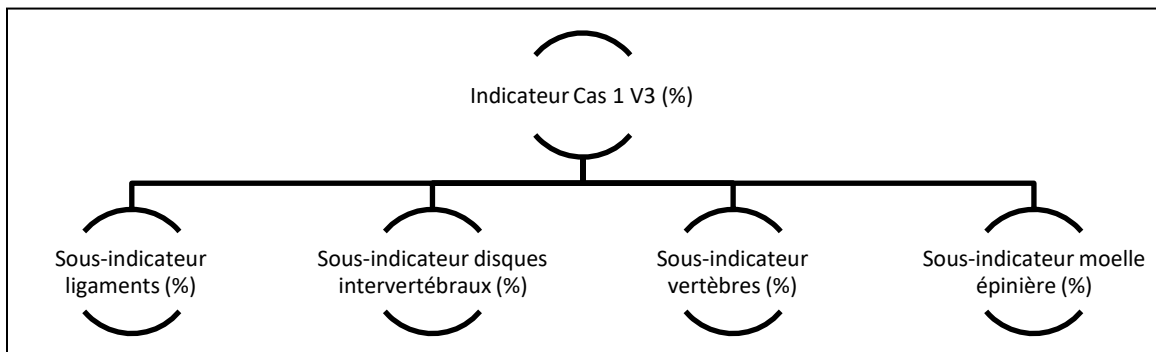 Indicateur Cas 1 V3 (%)
Sous-indicateur
ligaments (%)
Sous-indicateur disques
intervertébraux (%)
Sous-indicateur
vertèbres (%)
Sous-indicateur moelle
épinière (%)